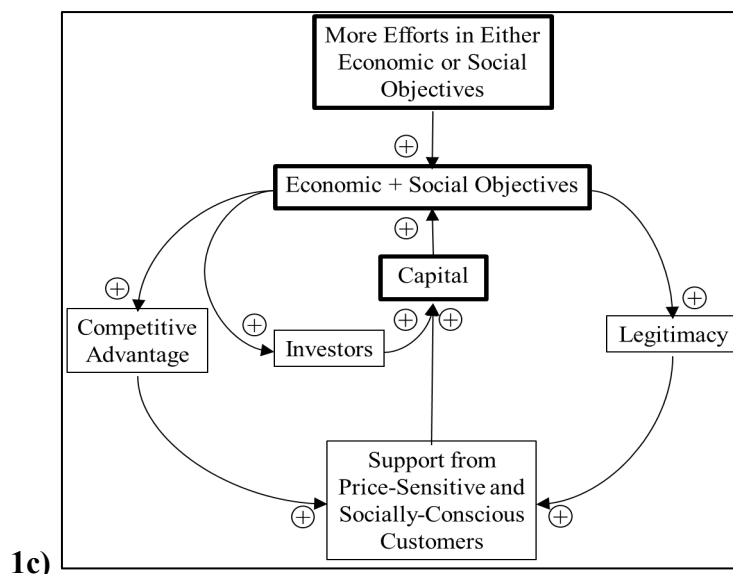 More Efforts in Either
Economic or Social
Objectives
+
Economic + Social Objectives
+
Capital
+
+
+
+
+
Competitive
Advantage
Investors
Legitimacy
Support from
Price-Sensitive and
Socially-Conscious
Customers
+
+
1c)